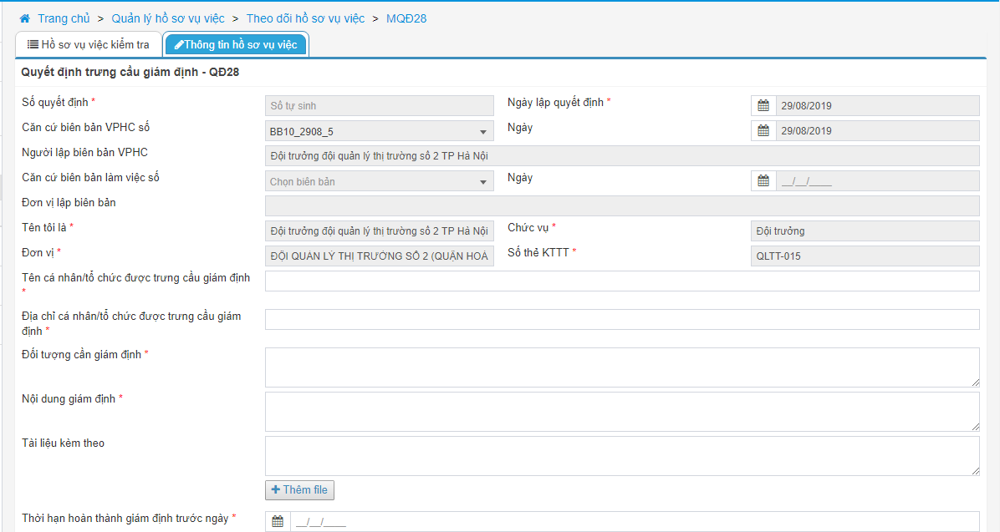 Trang chủ > Quản lý hồ sơ vụ việc > Theo dõi hồ sơ vụ việc > MQĐ28
Hồ sơ vụ việc kiểm tra Thông tin hồ sơ vụ việc
Quyết định trưng cầu giám định - QĐ28
Số quyết định * Số tự sinh Ngày lập quyết định * 29/08/2019
Căn cứ biên bản VPHC số BB10_2908_5 Ngày 29/08/2019
Người lập biên bản VPHC Đội trưởng đội quản lý thị trường số 2 TP Hà Nội
Căn cứ biên bản làm việc số Chọn biên bản Ngày __/__/____
Đơn vị lập biên bản
Tên tôi là * Đội trưởng đội quản lý thị trường số 2 TP Hà Nội Chức vụ * Đội trưởng
Đơn vị * ĐỘI QUẢN LÝ THỊ TRƯỜNG SỐ 2 (QUẬN HOÀ Số thẻ KTTT * QLTT-015
Tên cá nhân/tổ chức được trưng cầu giám định
*
Địa chỉ cá nhân/tổ chức được trưng cầu giám
định *
Đối tượng cần giám định *
Nội dung giám định *
Tài liệu kèm theo
Thêm file
Thời hạn hoàn thành giám định trước ngày * __/__/____